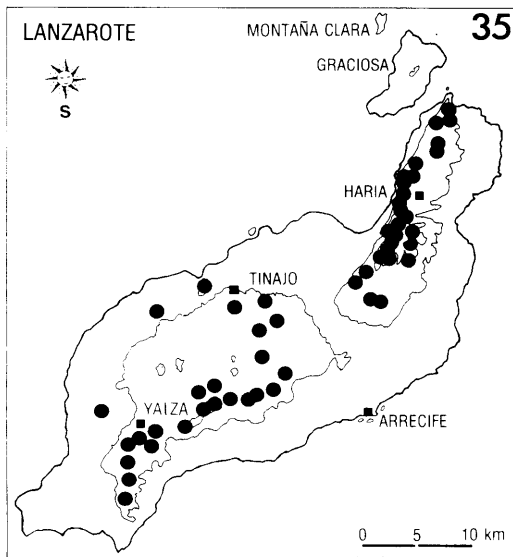 LANZAROTE
MONTAÑA CLARA
35
GRACIOSA
S
HARIA
TINAJO
YAIZA
ARRECIFE
0 5 10 km